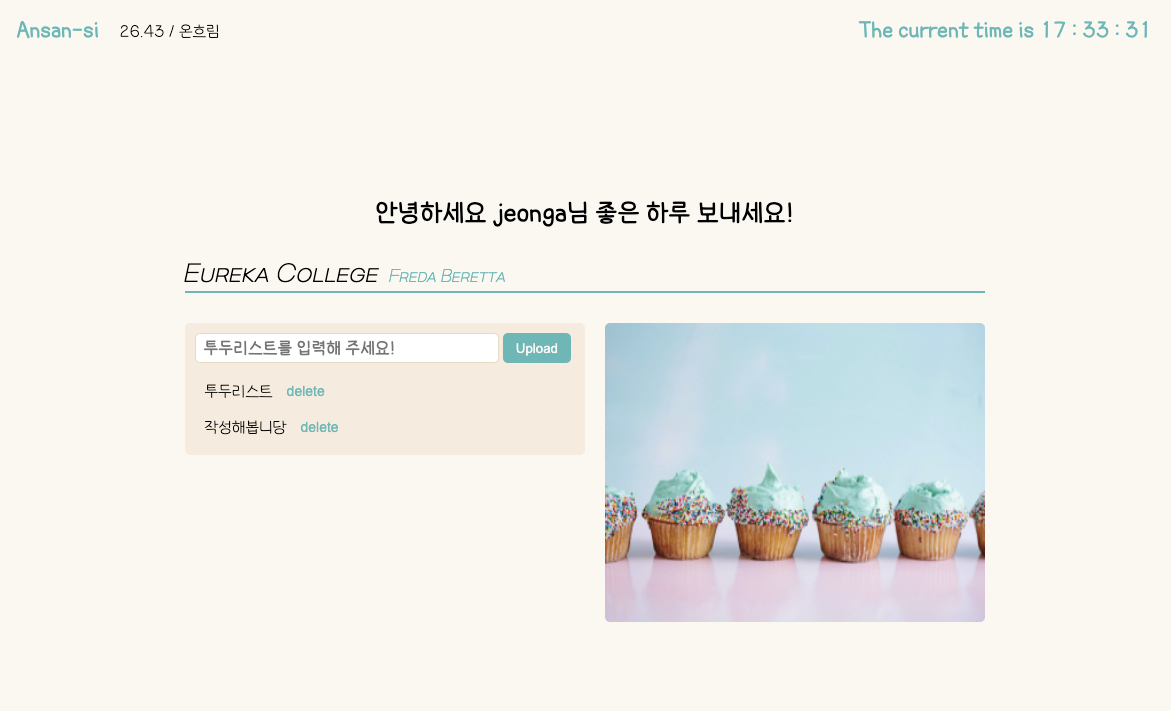 Ansan-si 26.43 / 온흐림
The current time is 17 : 33 : 31
안녕하세요 jeonga님 좋은 하루 보내세요!
Eureka College Freda Beretta
투두리스트를 입력해 주세요! Upload
투두리스트 delete
작성해봅니당 delete